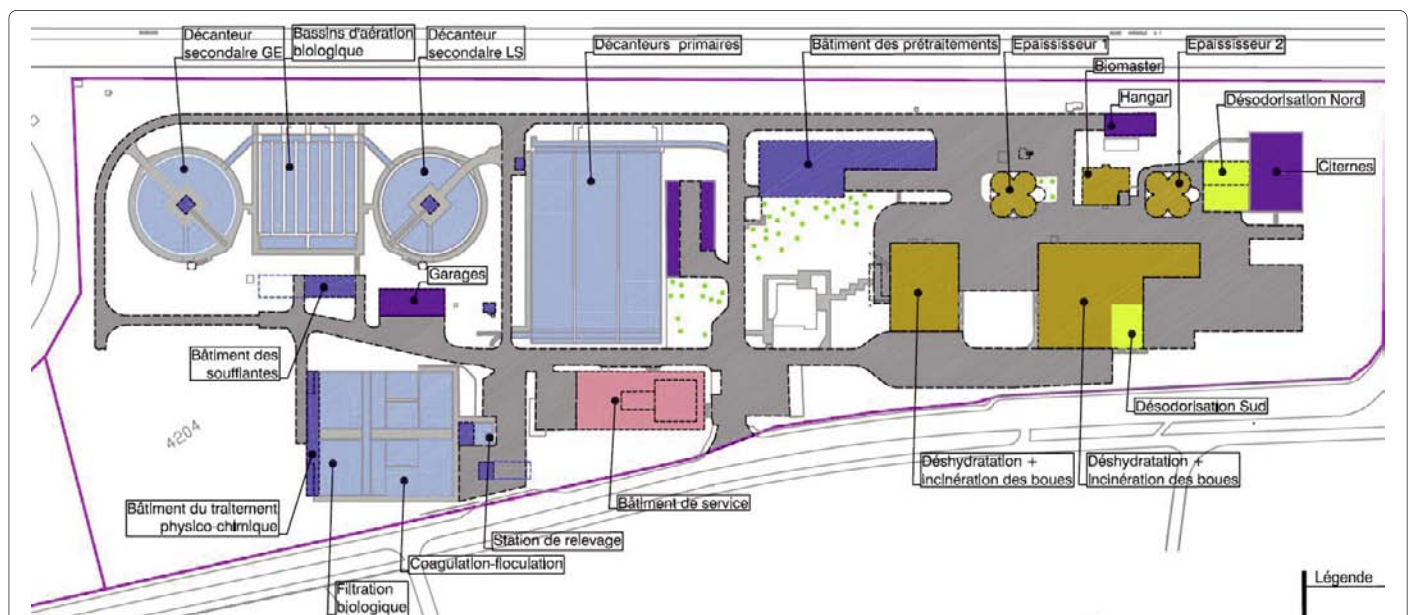 Décanteur
secondaire GE
Bassins d'aération
biologique
Décanteur
secondaire LS
Décanteurs primaires
Bâtiment des prétraitements
Epaississeur 1
Epaississeur 2
Biomaster
Hangar
Désodorisation Nord
Citernes
Garages
Bâtiment des
soufflantes
4204
Désodorisation Sud
Déshydratation +
incinération des boues
Déshydratation +
incinération des boues
Bâtiment de service
Bâtiment du traitement
physico-chimique
Station de relevage
Coagulation-floculation
Filtration
biologique
Légende